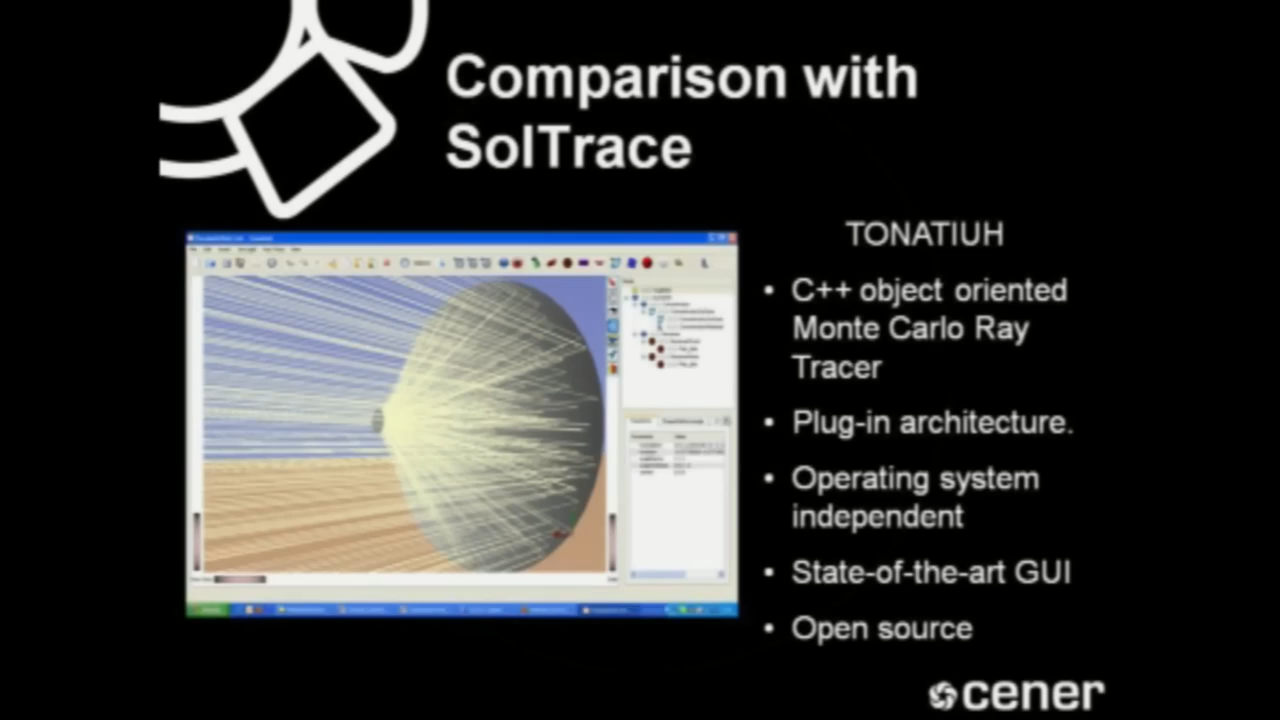 Comparison with
SolTrace
TONATIUH
• C++ object oriented
Monte Carlo Ray
Tracer
• Plug-in architecture.
• Operating system
independent
• State-of-the-art GUI
• Open source
cener